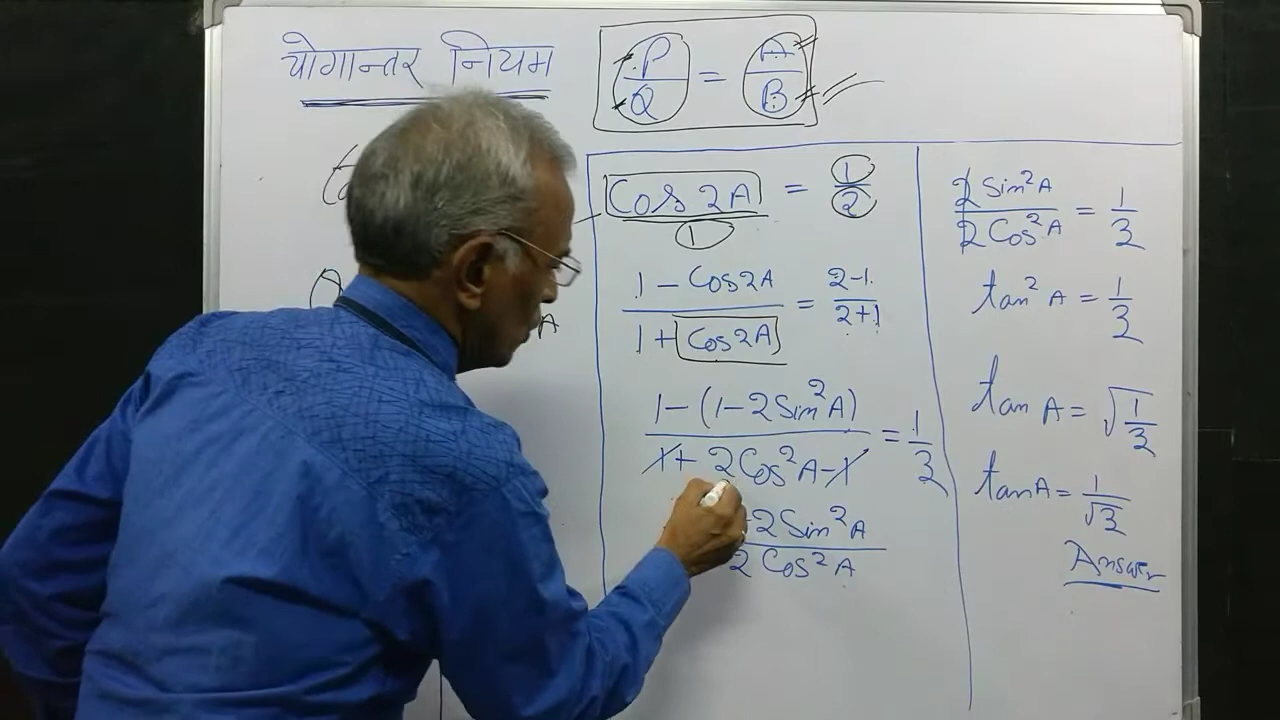 योगान्तर नियम
P/Q = A/B
Cos 2A / 1 = 1/2
1 - Cos2A / 1 + Cos2A = 2-1 / 2+1
1 - (1 - 2Sin²A) / 1 + 2Cos²A - 1 = 1/3
2Sin²A / 2Cos²A
2Sin²A / 2Cos²A = 1/3
tan²A = 1/3
tan A = √1/3
tanA = 1/√3
Answer